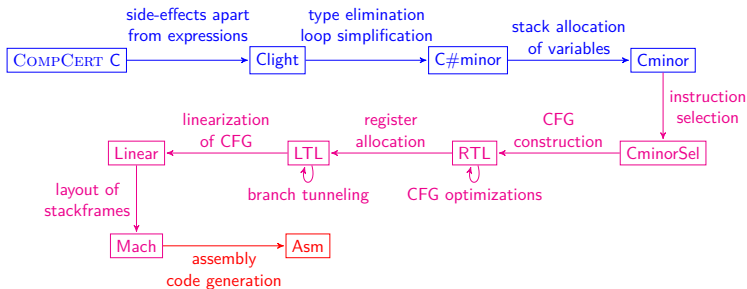 side-effects apart
from expressions
type elimination
loop simplification
stack allocation
of variables
COMPCERT C
Clight
C#minor
Cminor
instruction
selection
linearization
of CFG
register
allocation
CFG
construction
Linear
LTL
RTL
CminorSel
layout of
stackframes
branch tunneling
CFG optimizations
Mach
Asm
assembly
code generation